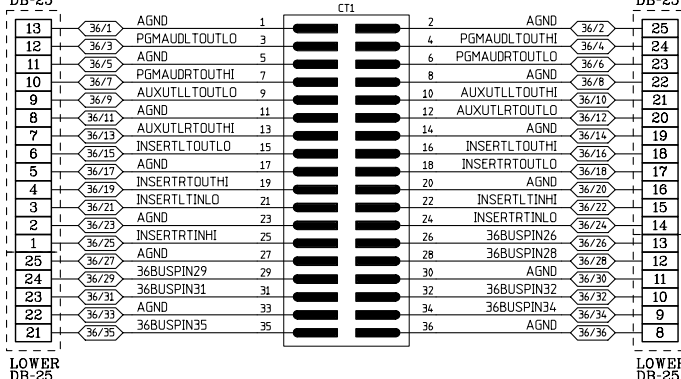 DB-25 CT1 DB-25
13 36/1 AGND 1 2 AGND 36/2 25
12 36/3 PGMAUDLTOUTLO 3 4 PGMAUDLTOUTHI 36/4 24
11 36/5 AGND 5 6 PGMAUDRTOUTLO 36/6 23
10 36/7 PGMAUDRTOUTHI 7 8 AGND 36/8 22
9 36/9 AUXUTLLTOUTLO 9 10 AUXUTLLTOUTHI 36/10 21
8 36/11 AGND 11 12 AUXUTLRTOUTLO 36/12 20
7 36/13 AUXUTLRTOUTHI 13 14 AGND 36/14 19
6 36/15 INSERTLTOUTLO 15 16 INSERTLTOUTHI 36/16 18
5 36/17 AGND 17 18 INSERTRTOUTLO 36/18 17
4 36/19 INSERTRTOUTHI 19 20 AGND 36/20 16
3 36/21 INSERTLTINLO 21 22 INSERTLTINHI 36/22 15
2 36/23 AGND 23 24 INSERTRTINLO 36/24 14
1 36/25 INSERTRTINHI 25 26 36BUSPIN26 36/26 13
25 36/27 AGND 27 28 36BUSPIN28 36/28 12
24 36/29 36BUSPIN29 29 30 AGND 36/30 11
23 36/31 36BUSPIN31 31 32 36BUSPIN32 36/32 10
22 36/33 AGND 33 34 36BUSPIN34 36/34 9
21 36/35 36BUSPIN35 35 36 AGND 36/36 8
LOWER LOWER
DB-25 DB-25